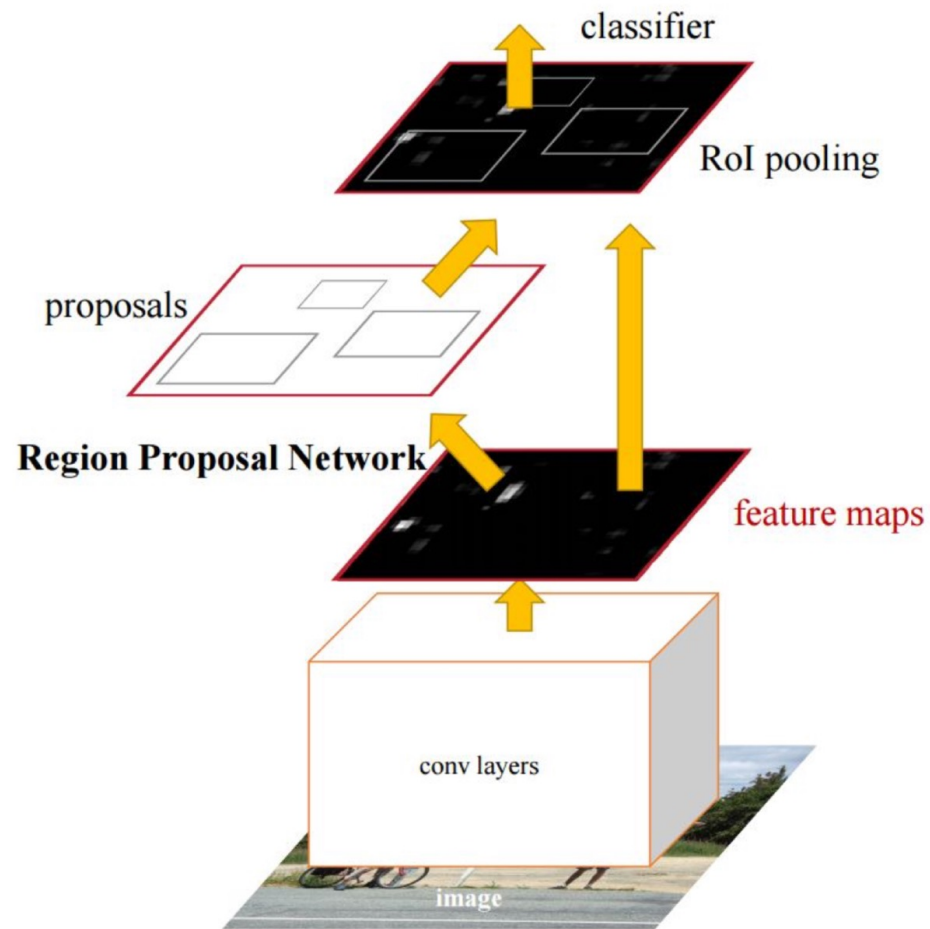 classifier
RoI pooling
proposals
Region Proposal Network
feature maps
conv layers
image